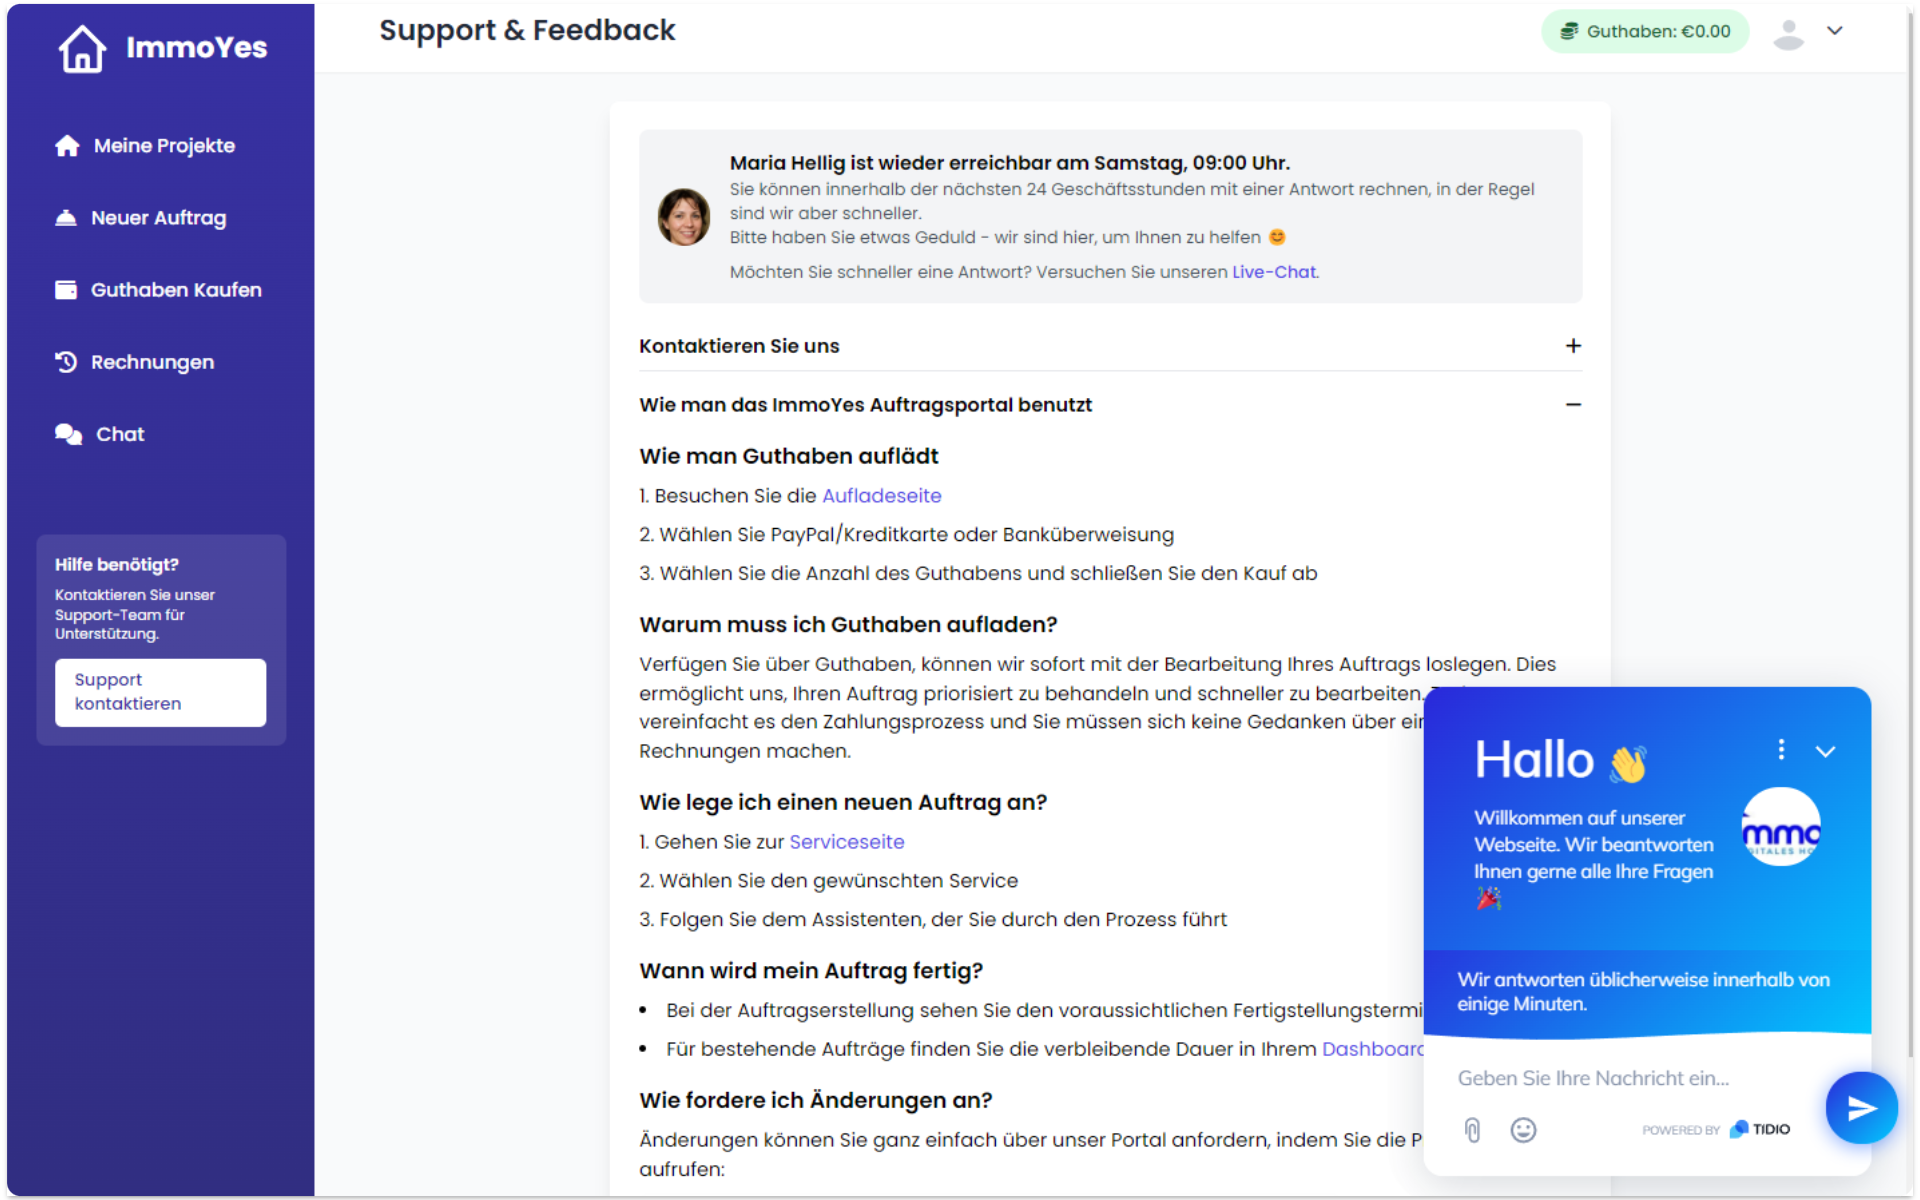 ImmoYes
Meine Projekte
Neuer Auftrag
Guthaben Kaufen
Rechnungen
Chat
Hilfe benötigt?
Kontaktieren Sie unser
Support-Team für
Unterstützung.
Support
kontaktieren
Support & Feedback
Guthaben: €0.00
Maria Hellig ist wieder erreichbar am Samstag, 09:00 Uhr.
Sie können innerhalb der nächsten 24 Geschäftsstunden mit einer Antwort rechnen, in der Regel
sind wir aber schneller.
Bitte haben Sie etwas Geduld - wir sind hier, um Ihnen zu helfen 😊
Möchten Sie schneller eine Antwort? Versuchen Sie unseren Live-Chat.
Kontaktieren Sie uns
Wie man das ImmoYes Auftragsportal benutzt
Wie man Guthaben auflädt
1. Besuchen Sie die Aufladeseite
2. Wählen Sie PayPal/Kreditkarte oder Banküberweisung
3. Wählen Sie die Anzahl des Guthabens und schließen Sie den Kauf ab
Warum muss ich Guthaben aufladen?
Verfügen Sie über Guthaben, können wir sofort mit der Bearbeitung Ihres Auftrags loslegen. Dies
ermöglicht uns, Ihren Auftrag priorisiert zu behandeln und schneller zu bearbeiten.
vereinfacht es den Zahlungsprozess und Sie müssen sich keine Gedanken über
Rechnungen machen.
Wie lege ich einen neuen Auftrag an?
1. Gehen Sie zur Serviceseite
2. Wählen Sie den gewünschten Service
3. Folgen Sie dem Assistenten, der Sie durch den Prozess führt
Wann wird mein Auftrag fertig?
• Bei der Auftragserstellung sehen Sie den voraussichtlichen Fertigstellungstermi
• Für bestehende Aufträge finden Sie die verbleibende Dauer in Ihrem Dashboard
Wie fordere ich Änderungen an?
Änderungen können Sie ganz einfach über unser Portal anfordern, indem Sie die P
aufrufen:
Hallo 👋
Willkommen auf unserer
Webseite. Wir beantworten
Ihnen gerne alle Ihre Fragen
🎉
mmo
ITALES
Wir antworten üblicherweise innerhalb von
einige Minuten.
Geben Sie Ihre Nachricht ein...
POWERED BY TIDIO